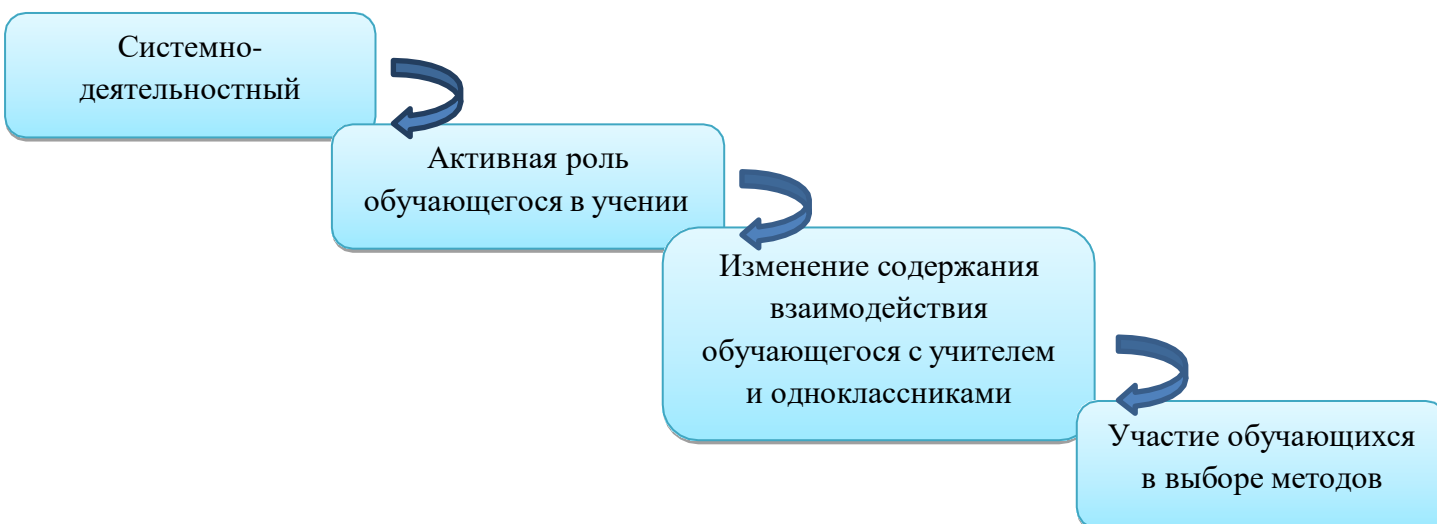 Системно-
деятельностный
Активная роль
обучающегося в учении
Изменение содержания
взаимодействия
обучающегося с учителем
и одноклассниками
Участие обучающихся
в выборе методов